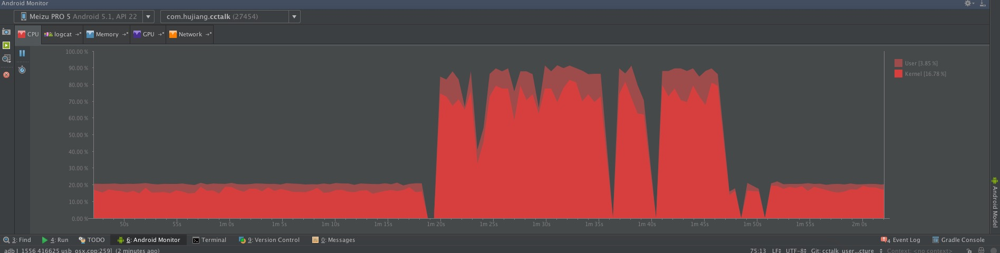 Android Monitor
Meizu PRO 5 Android 5.1, API 22 com.hujiang.cctalk (27454)
CPU logcat Memory GPU Network
100.00 %
90.00 %
80.00 %
70.00 %
60.00 %
50.00 %
40.00 %
30.00 %
20.00 %
10.00 %
0.00 %
User [3.85 %]
Kernel [16.78 %]
50s 55s 1m 0s 1m 5s 1m 10s 1m 15s 1m 20s 1m 25s 1m 30s 1m 35s 1m 40s 1m 45s 1m 50s 1m 55s 2m 0s
Android Model
3: Find 4: Run TODO 6: Android Monitor Terminal 9: Version Control 0: Messages 4 Event Log Gradle Console
adb I 1556 416625 usb_osx.cpp:259] (2 minutes ago) 75:13 LF UTF-8 Git: cctalk_user...cture Context: <no context>